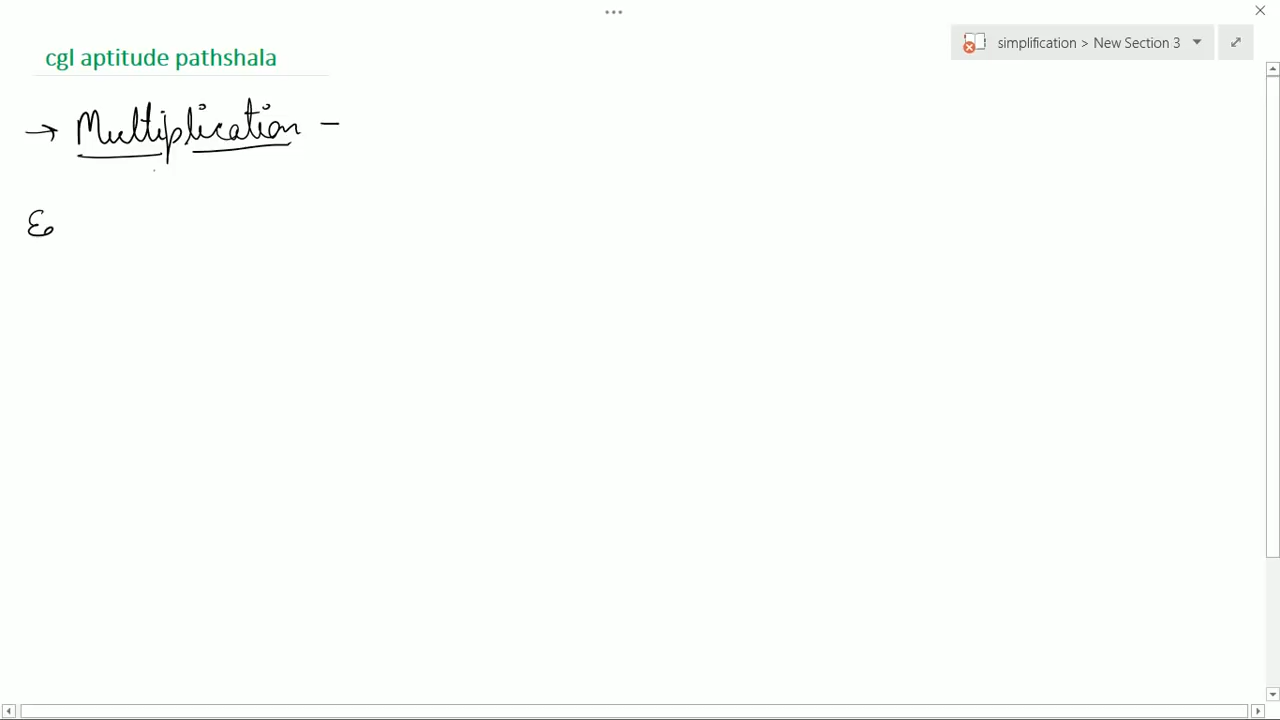 simplification > New Section 3
cgl aptitude pathshala
→ Multiplication -